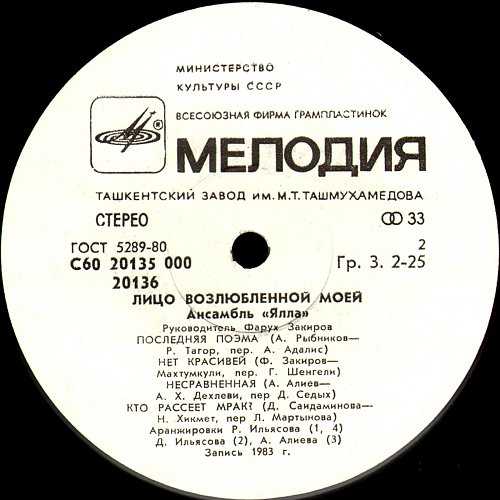 МИНИСТЕРСТВО
КУЛЬТУРЫ СССР
ВСЕСОЮЗНАЯ ФИРМА ГРАМПЛАСТИНОК
®
МЕЛОДИЯ
ТАШКЕНТСКИЙ ЗАВОД ИМ. М.Т. ТАШМУХАМЕДОВА
СТЕРЕО 33
ГОСТ 5289-80 2
С60 20135 000 Гр. 3. 2-25
20136
ЛИЦО ВОЗЛЮБЛЕННОЙ МОЕЙ
Ансамбль «Ялла»
Руководитель Фарух Закиров
ПОСЛЕДНЯЯ ПОЭМА (А. Рыбников—
Р. Тагор, пер. А. Адалис)
НЕТ КРАСИВЕЙ (Ф. Закиров—
Махтумкули, пер. Г. Шенгели)
НЕСРАВНЕННАЯ (А. Алиев—
А. Х. Дехлеви, пер Д. Седых)
КТО РАССЕЕТ МРАК? (Д. Саидаминова—
Н. Хикмет, пер Л. Мартынова)
Аранжировки Р. Ильясова (1, 4)
Д. Ильясова (2), А. Алиева (3)
Запись 1983 г.